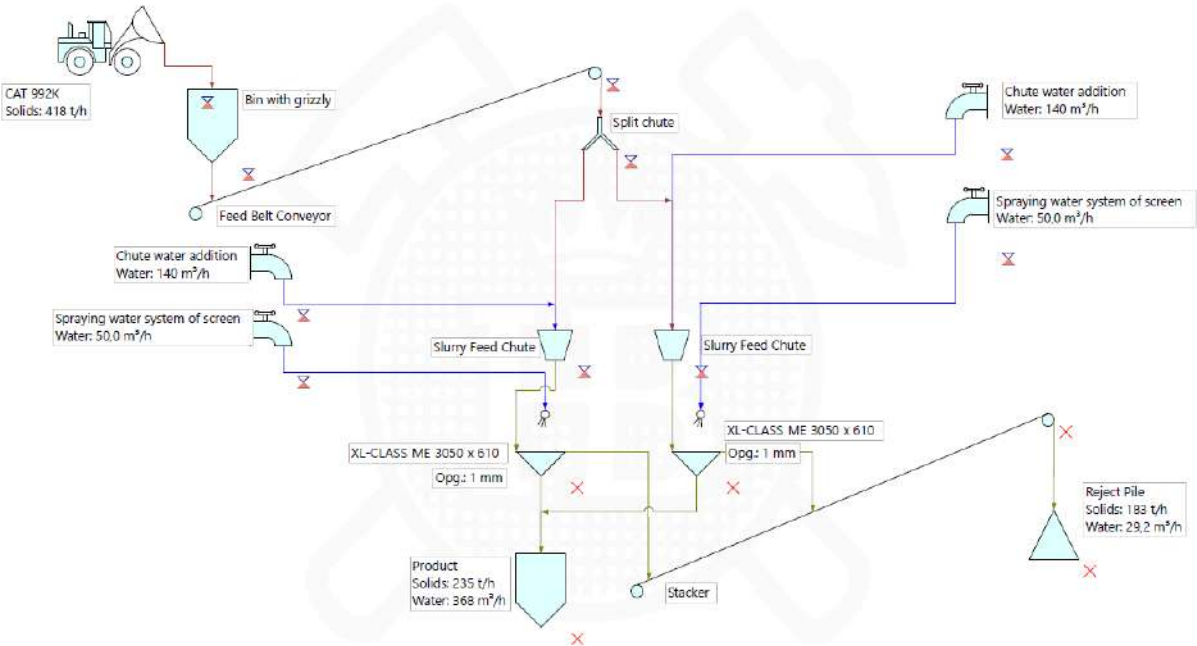 CAT 992K
Solids: 418 t/h
Bin with grizzly
Feed Belt Conveyor
Split chute
Chute water addition
Water: 140 m³/h
Spraying water system of screen
Water: 50,0 m³/h
Chute water addition
Water: 140 m³/h
Spraying water system of screen
Water: 50,0 m³/h
Slurry Feed Chute
Slurry Feed Chute
XL-CLASS ME 3050 x 610
Opg.: 1 mm
XL-CLASS ME 3050 x 610
Opg.: 1 mm
Product
Solids: 235 t/h
Water: 368 m³/h
Stacker
Reject Pile
Solids: 183 t/h
Water: 29,2 m³/h